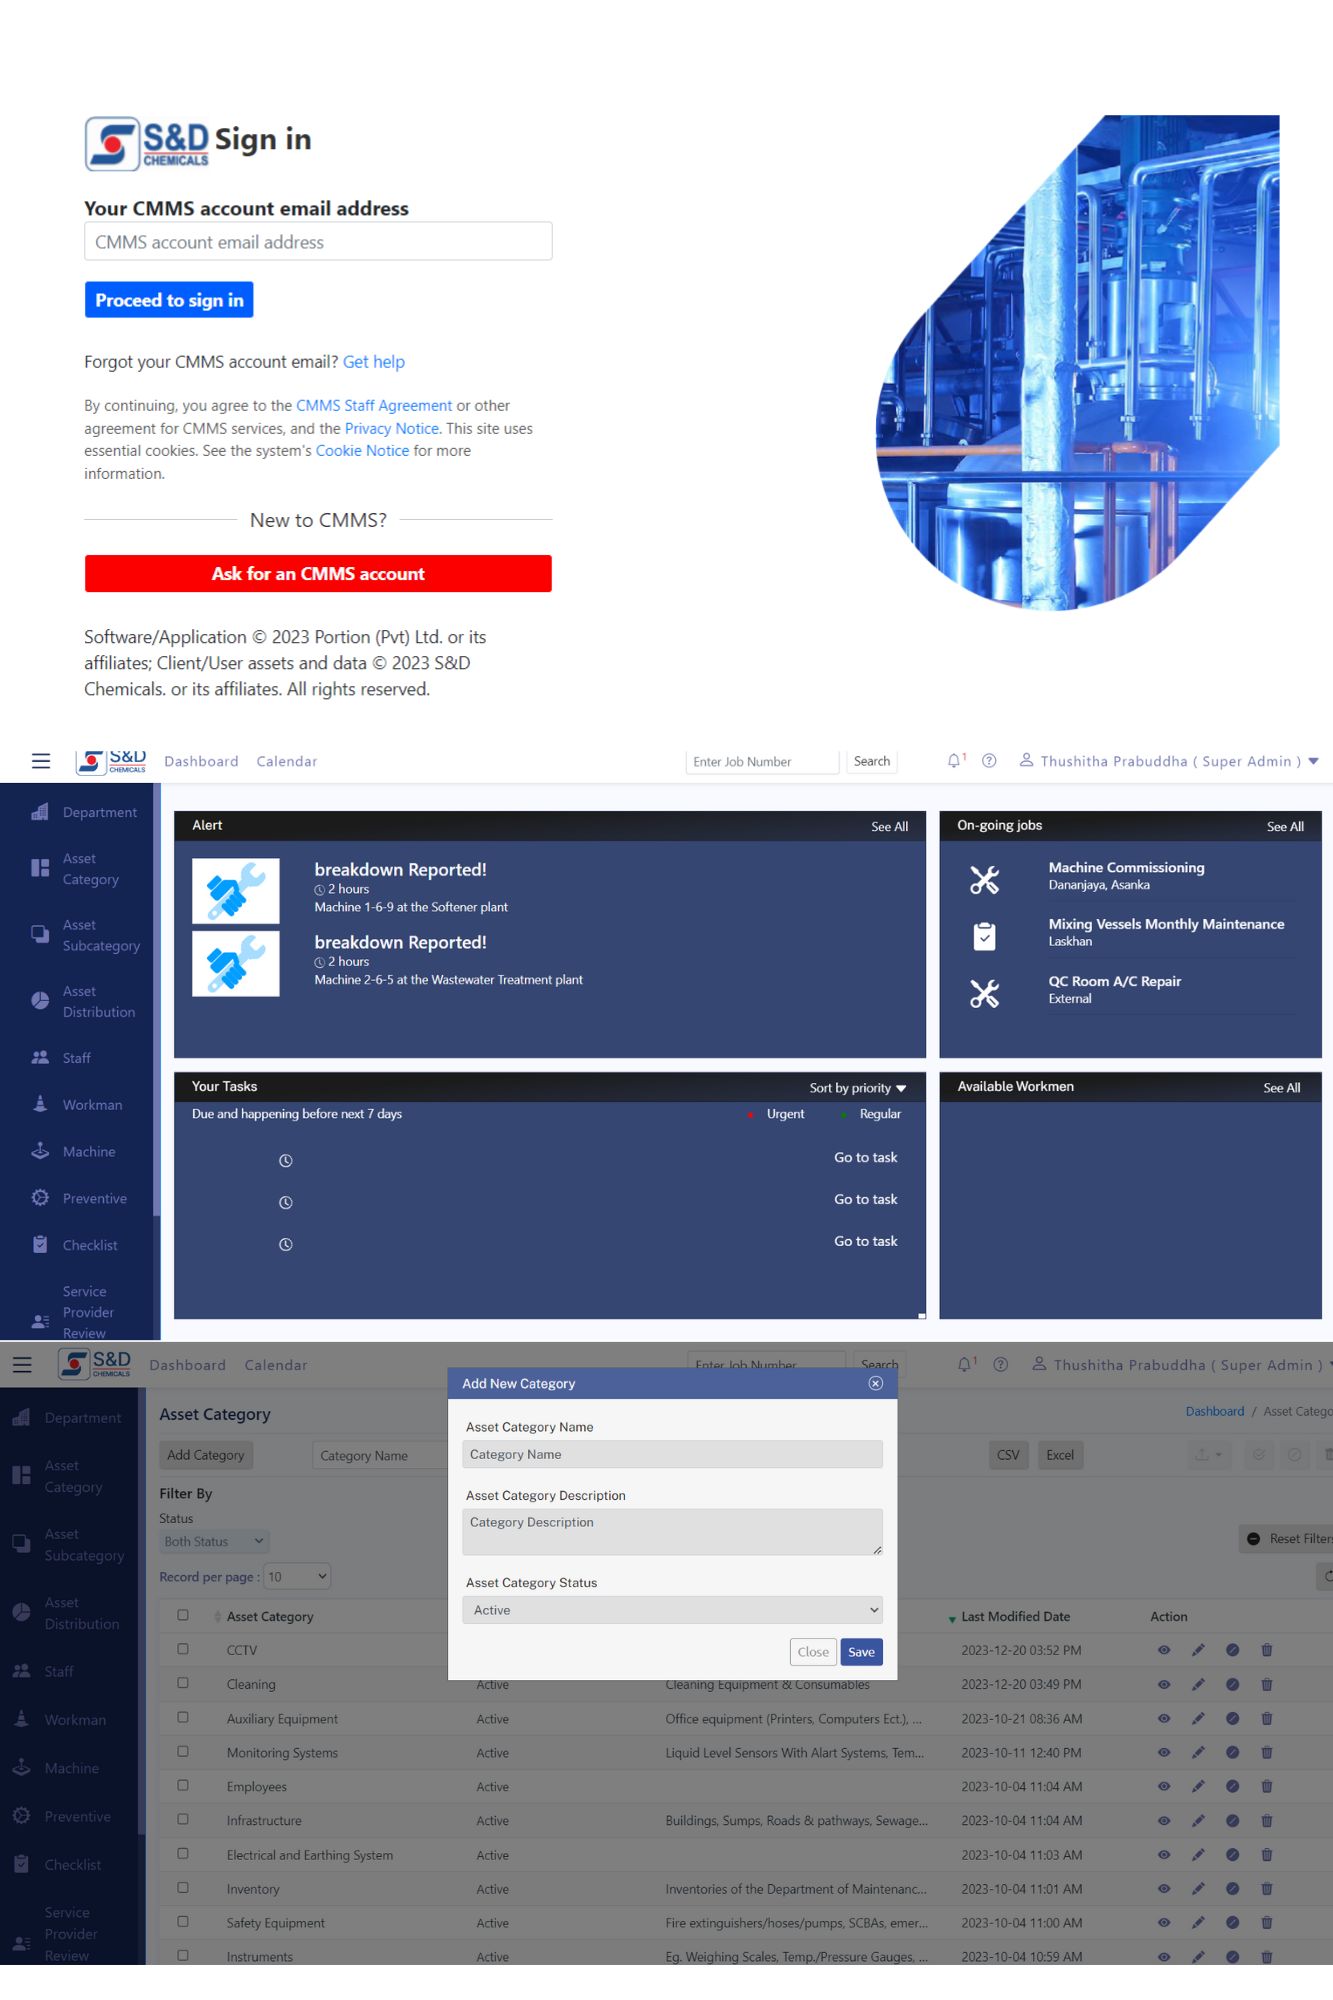 S&D
CHEMICALS
Sign in
Your CMMS account email address
CMMS account email address
Proceed to sign in
Forgot your CMMS account email? Get help
By continuing, you agree to the CMMS Staff Agreement or other
agreement for CMMS services, and the Privacy Notice. This site uses
essential cookies. See the system's Cookie Notice for more
information.
New to CMMS?
Ask for an CMMS account
Software/Application © 2023 Portion (Pvt) Ltd. or its
affiliates; Client/User assets and data © 2023 S&D
Chemicals. or its affiliates. All rights reserved.
S&D
CHEMICALS
Dashboard Calendar Enter Job Number Search 1 Thushitha Prabuddha ( Super Admin )
Department
Asset
Category
Asset
Subcategory
Asset
Distribution
Staff
Workman
Machine
Preventive
Checklist
Service
Provider
Review
Alert See All
breakdown Reported!
2 hours
Machine 1-6-9 at the Softener plant
breakdown Reported!
2 hours
Machine 2-6-5 at the Wastewater Treatment plant
On-going jobs See All
Machine Commissioning
Dananjaya, Asanka
Mixing Vessels Monthly Maintenance
Laskhan
QC Room A/C Repair
External
Your Tasks Sort by priority
Due and happening before next 7 days Urgent Regular
Go to task
Go to task
Go to task
Available Workmen See All
S&D
CHEMICALS
Dashboard Calendar Enter Job Number Search 1 Thushitha Prabuddha ( Super Admin )
Department
Asset
Category
Asset
Subcategory
Asset
Distribution
Staff
Workman
Machine
Preventive
Checklist
Service
Provider
Review
Asset Category Dashboard / Asset Catego
Add Category Category Name CSV Excel
Filter By
Status
Both Status
Reset Filters
Record per page : 10
Add New Category
Asset Category Name
Category Name
Asset Category Description
Category Description
Asset Category Status
Active
Close Save
Asset Category Last Modified Date Action
CCTV 2023-12-20 03:52 PM
Cleaning Active Cleaning Equipment & Consumables 2023-12-20 03:49 PM
Auxiliary Equipment Active Office equipment (Printers, Computers Ect.), ... 2023-10-21 08:36 AM
Monitoring Systems Active Liquid Level Sensors With Alart Systems, Tem... 2023-10-11 12:40 PM
Employees Active 2023-10-04 11:04 AM
Infrastructure Active Buildings, Sumps, Roads & pathways, Sewage... 2023-10-04 11:04 AM
Electrical and Earthing System Active 2023-10-04 11:03 AM
Inventory Active Inventories of the Department of Maintenanc... 2023-10-04 11:01 AM
Safety Equipment Active Fire extinguishers/hoses/pumps, SCBAs, emer... 2023-10-04 11:00 AM
Instruments Active Eg. Weighing Scales, Temp./Pressure Gauges, ... 2023-10-04 10:59 AM